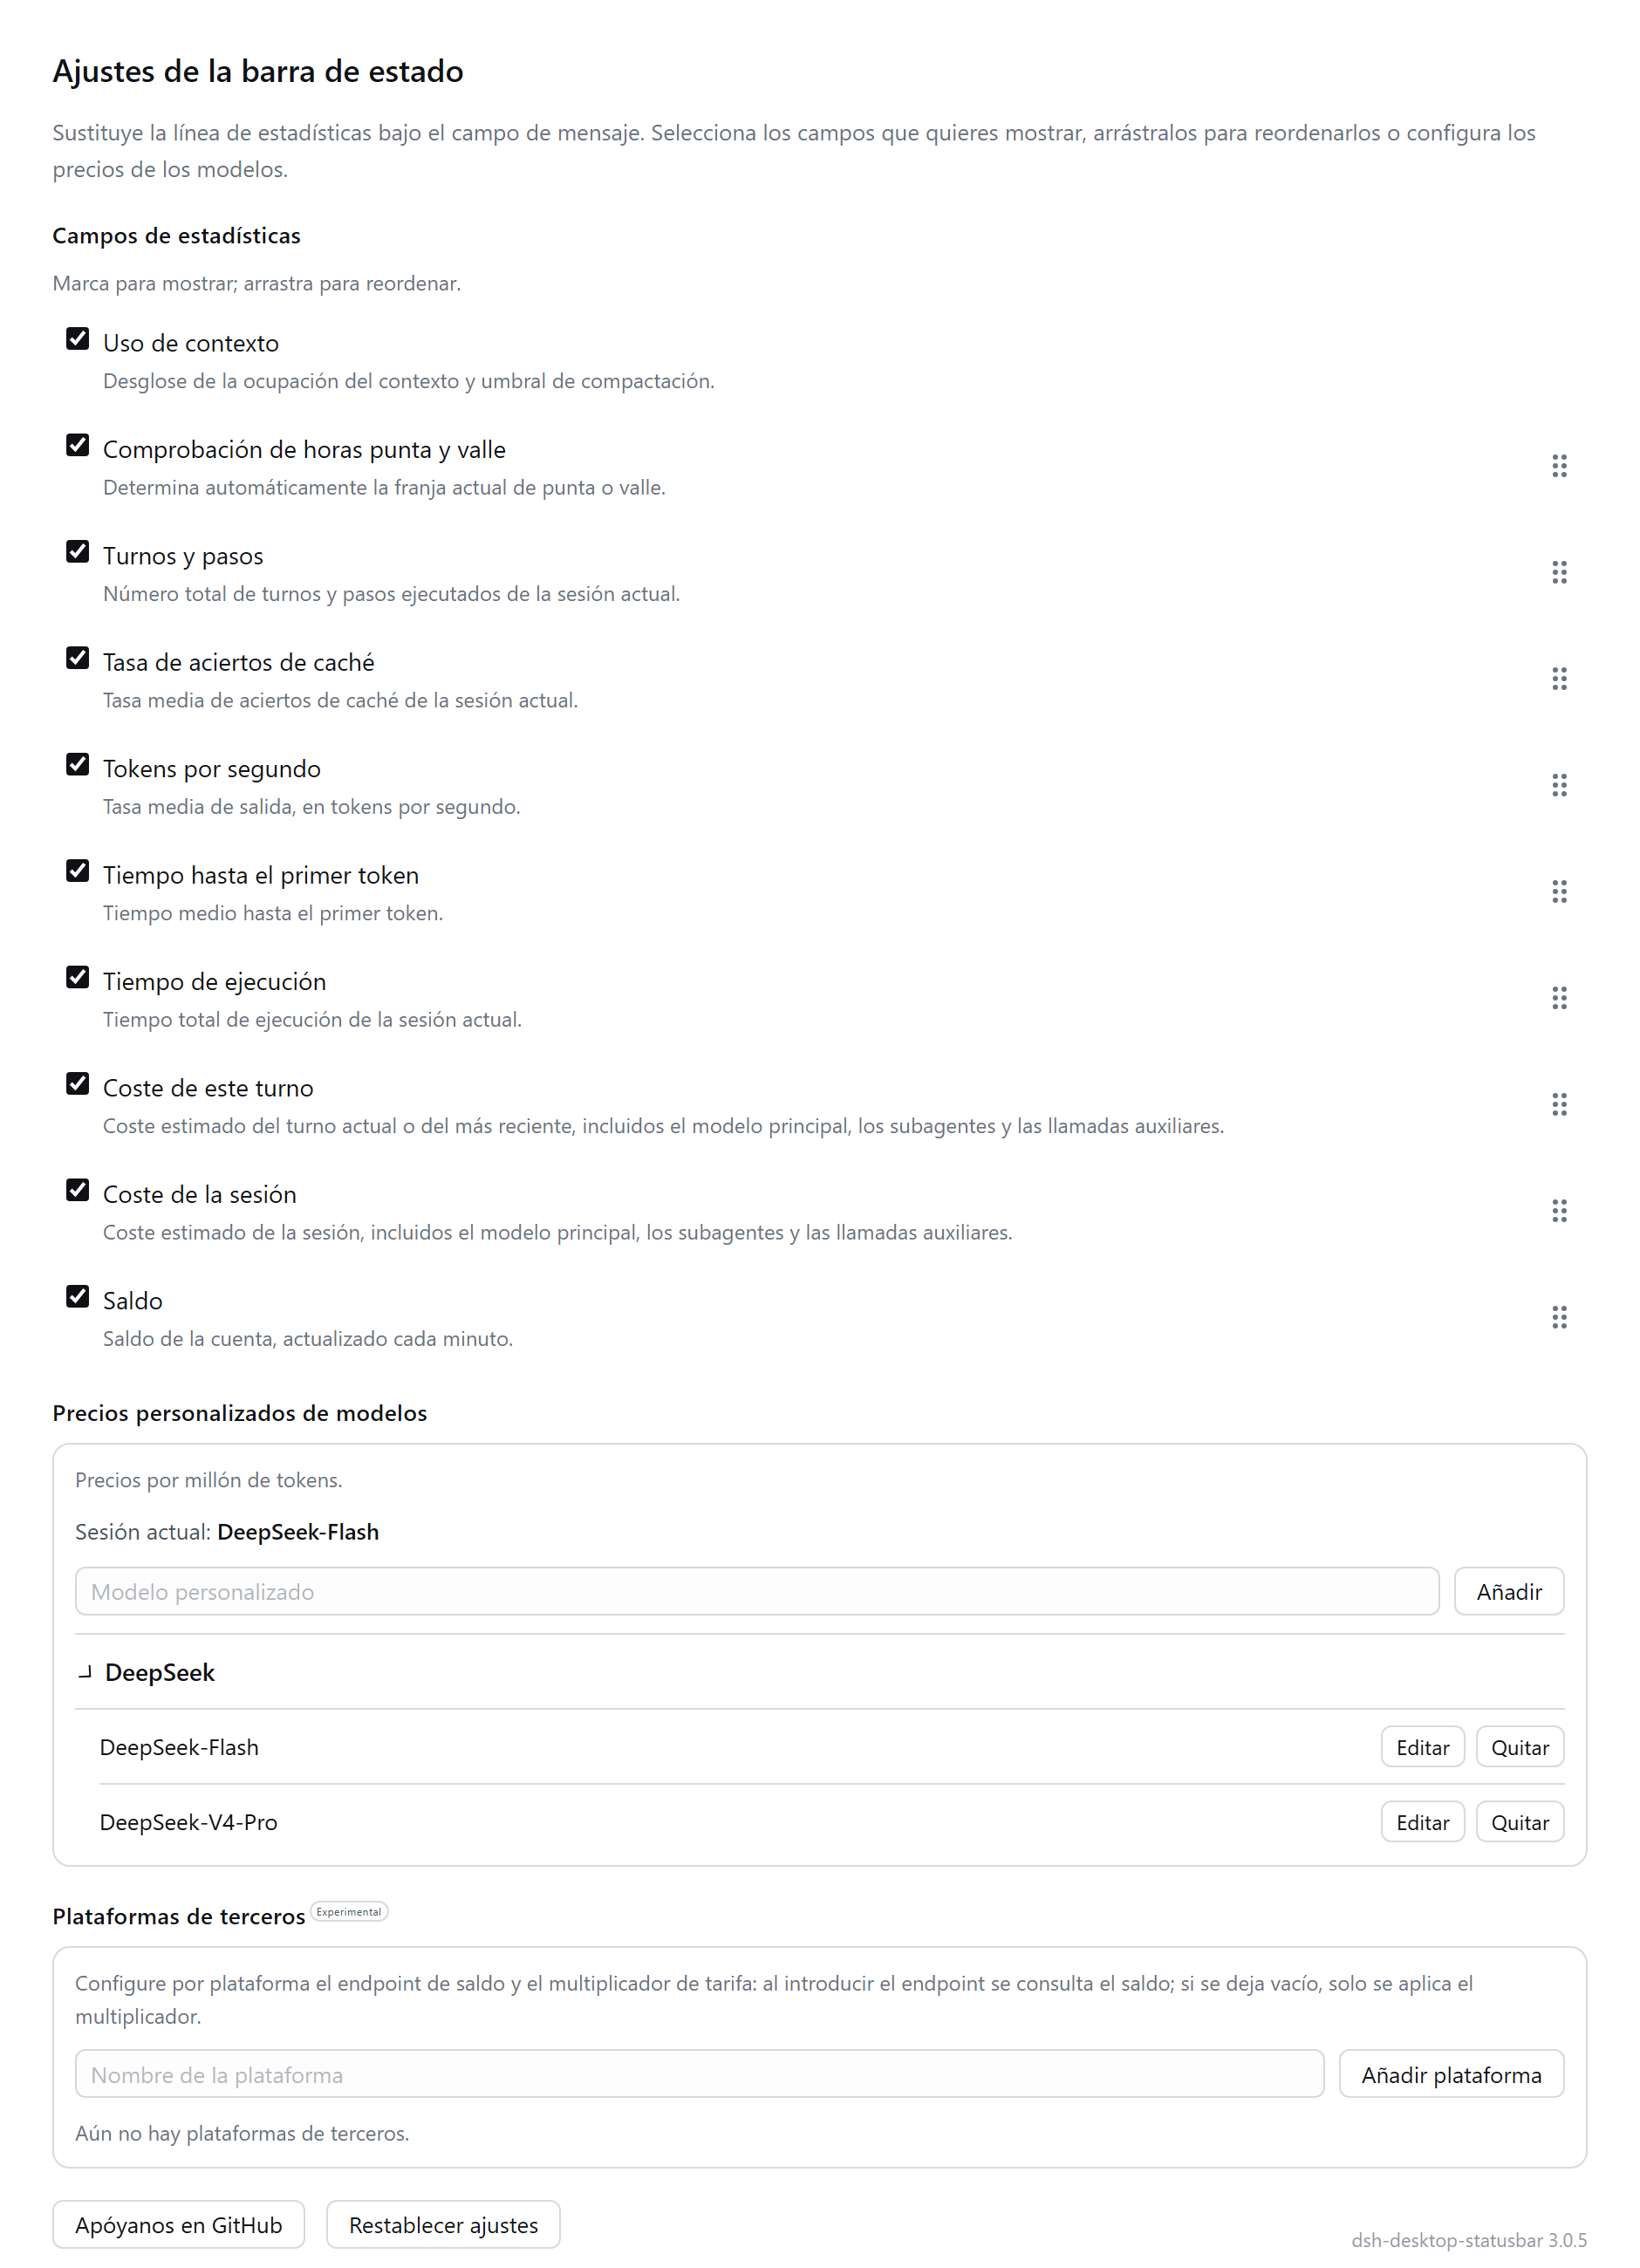 Ajustes de la barra de estado
Sustituye la línea de estadísticas bajo el campo de mensaje. Selecciona los campos que quieres mostrar, arrástralos para reordenarlos o configura los
precios de los modelos.
Campos de estadísticas
Marca para mostrar; arrastra para reordenar.
Uso de contexto
Desglose de la ocupación del contexto y umbral de compactación.
Comprobación de horas punta y valle
Determina automáticamente la franja actual de punta o valle.
Turnos y pasos
Número total de turnos y pasos ejecutados de la sesión actual.
Tasa de aciertos de caché
Tasa media de aciertos de caché de la sesión actual.
Tokens por segundo
Tasa media de salida, en tokens por segundo.
Tiempo hasta el primer token
Tiempo medio hasta el primer token.
Tiempo de ejecución
Tiempo total de ejecución de la sesión actual.
Coste de este turno
Coste estimado del turno actual o del más reciente, incluidos el modelo principal, los subagentes y las llamadas auxiliares.
Coste de la sesión
Coste estimado de la sesión, incluidos el modelo principal, los subagentes y las llamadas auxiliares.
Saldo
Saldo de la cuenta, actualizado cada minuto.
Precios personalizados de modelos
Precios por millón de tokens.
Sesión actual: DeepSeek-Flash
Modelo personalizado Añadir
DeepSeek
DeepSeek-Flash Editar Quitar
DeepSeek-V4-Pro Editar Quitar
Plataformas de terceros Experimental
Configure por plataforma el endpoint de saldo y el multiplicador de tarifa: al introducir el endpoint se consulta el saldo; si se deja vacío, solo se aplica el
multiplicador.
Nombre de la plataforma Añadir plataforma
Aún no hay plataformas de terceros.
Apóyanos en GitHub Restablecer ajustes dsh-desktop-statusbar 3.0.5